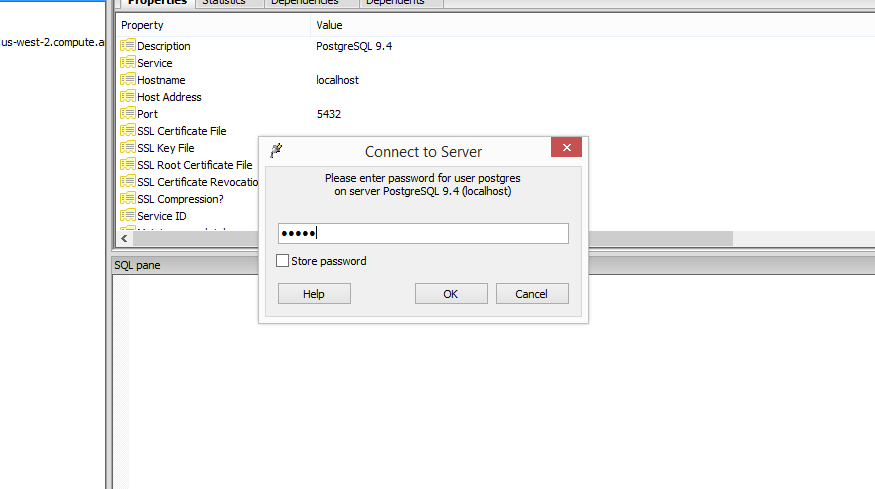 Properties Statistics Dependencies Dependents
us-west-2.compute.a
Property Value
Description PostgreSQL 9.4
Service
Hostname localhost
Host Address
Port 5432
SSL Certificate File
SSL Key File
SSL Root Certificate File
SSL Certificate Revocatio
SSL Compression?
Service ID
Connect to Server
Please enter password for user postgres
on server PostgreSQL 9.4 (localhost)
Store password
Help OK Cancel
SQL pane